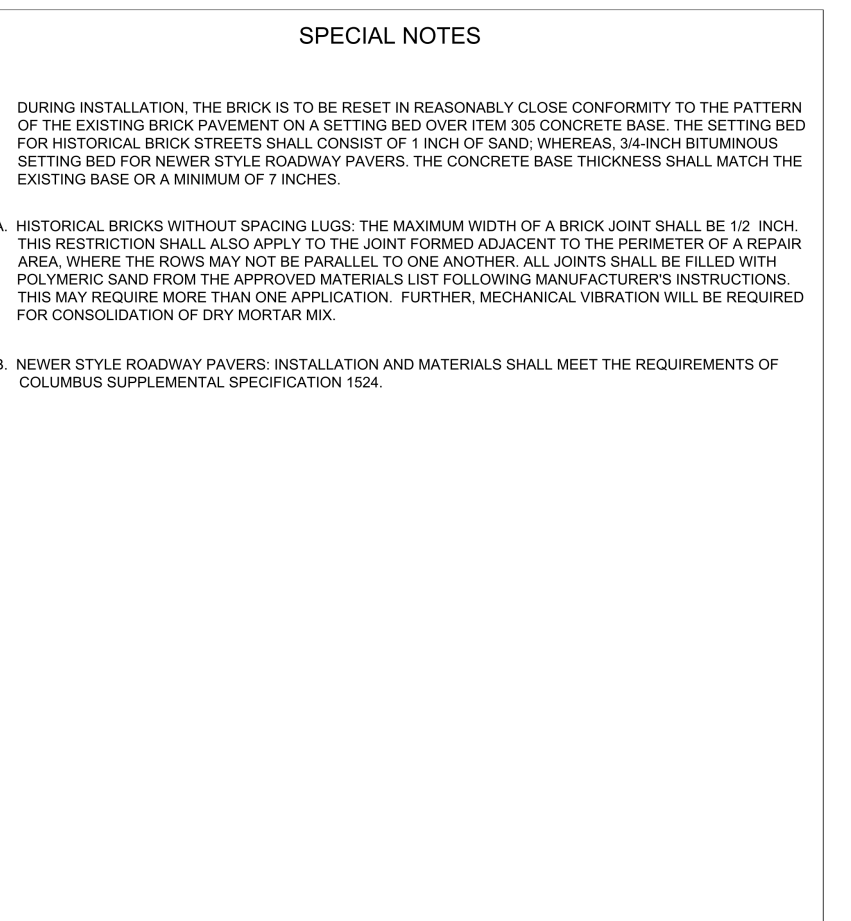 SPECIAL NOTES
DURING INSTALLATION, THE BRICK IS TO BE RESET IN REASONABLY CLOSE CONFORMITY TO THE PATTERN
OF THE EXISTING BRICK PAVEMENT ON A SETTING BED OVER ITEM 305 CONCRETE BASE. THE SETTING BED
FOR HISTORICAL BRICK STREETS SHALL CONSIST OF 1 INCH OF SAND; WHEREAS, 3/4-INCH BITUMINOUS
SETTING BED FOR NEWER STYLE ROADWAY PAVERS. THE CONCRETE BASE THICKNESS SHALL MATCH THE
EXISTING BASE OR A MINIMUM OF 7 INCHES.
A. HISTORICAL BRICKS WITHOUT SPACING LUGS: THE MAXIMUM WIDTH OF A BRICK JOINT SHALL BE 1/2 INCH.
THIS RESTRICTION SHALL ALSO APPLY TO THE JOINT FORMED ADJACENT TO THE PERIMETER OF A REPAIR
AREA, WHERE THE ROWS MAY NOT BE PARALLEL TO ONE ANOTHER. ALL JOINTS SHALL BE FILLED WITH
POLYMERIC SAND FROM THE APPROVED MATERIALS LIST FOLLOWING MANUFACTURER'S INSTRUCTIONS.
THIS MAY REQUIRE MORE THAN ONE APPLICATION. FURTHER, MECHANICAL VIBRATION WILL BE REQUIRED
FOR CONSOLIDATION OF DRY MORTAR MIX.
B. NEWER STYLE ROADWAY PAVERS: INSTALLATION AND MATERIALS SHALL MEET THE REQUIREMENTS OF
COLUMBUS SUPPLEMENTAL SPECIFICATION 1524.